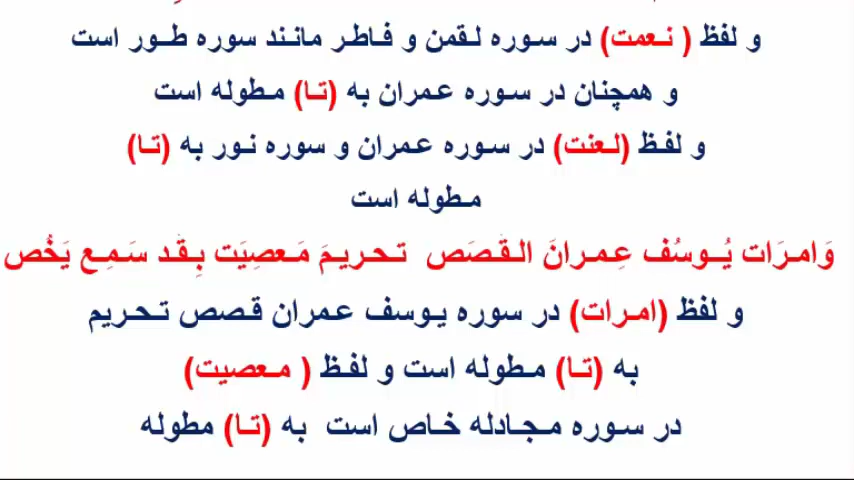 و لفظ ( نعمت) در سوره لقمن و فاطر مانند سوره طور است
و همچنان در سوره عمران به (تا) مطوله است
و لفظ (لعنت) در سوره عمران و سوره نور به (تا)
مطوله است
وَامرَات يُوسُف عِمرانَ القَصَص تحريمَ مَعصِيَت بِقَد سَمِع يَخُص
و لفظ (امرات) در سوره یوسف عمران قصص تحریم
به (تا) مطوله است و لفظ ( معصیت)
در سوره مجادله خاص است به (تا) مطوله